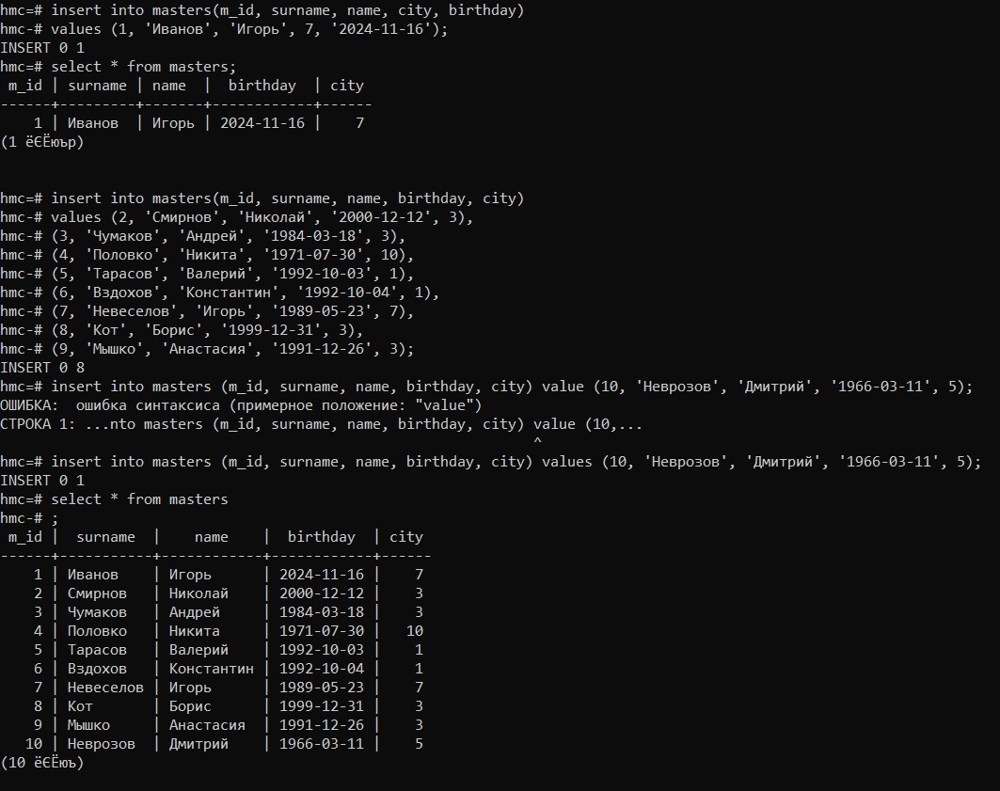 hmc=# insert into masters(m_id, surname, name, city, birthday)
hmc-# values (1, 'Иванов', 'Игорь', 7, '2024-11-16');
INSERT 0 1
hmc=# select * from masters;
 m_id | surname | name  |  birthday  | city
------+---------+-------+------------+------
    1 | Иванов  | Игорь | 2024-11-16 |    7
(1 ёЄЁюър)
hmc=# insert into masters(m_id, surname, name, birthday, city)
hmc-# values (2, 'Смирнов', 'Николай', '2000-12-12', 3),
hmc-# (3, 'Чумаков', 'Андрей', '1984-03-18', 3),
hmc-# (4, 'Половко', 'Никита', '1971-07-30', 10),
hmc-# (5, 'Тарасов', 'Валерий', '1992-10-03', 1),
hmc-# (6, 'Вздохов', 'Константин', '1992-10-04', 1),
hmc-# (7, 'Невеселов', 'Игорь', '1989-05-23', 7),
hmc-# (8, 'Кот', 'Борис', '1999-12-31', 3),
hmc-# (9, 'Мышко', 'Анастасия', '1991-12-26', 3);
INSERT 0 8
hmc=# insert into masters (m_id, surname, name, birthday, city) value (10, 'Неврозов', 'Дмитрий', '1966-03-11', 5);
ОШИБКА:  ошибка синтаксиса (примерное положение: "value")
СТРОКА 1: ...nto masters (m_id, surname, name, birthday, city) value (10,...
                                                               ^
hmc=# insert into masters (m_id, surname, name, birthday, city) values (10, 'Неврозов', 'Дмитрий', '1966-03-11', 5);
INSERT 0 1
hmc=# select * from masters
hmc-# ;
 m_id |  surname  |    name    |  birthday  | city
------+-----------+------------+------------+------
    1 | Иванов    | Игорь      | 2024-11-16 |    7
    2 | Смирнов   | Николай    | 2000-12-12 |    3
    3 | Чумаков   | Андрей     | 1984-03-18 |    3
    4 | Половко   | Никита     | 1971-07-30 |   10
    5 | Тарасов   | Валерий    | 1992-10-03 |    1
    6 | Вздохов   | Константин | 1992-10-04 |    1
    7 | Невеселов | Игорь      | 1989-05-23 |    7
    8 | Кот       | Борис      | 1999-12-31 |    3
    9 | Мышко     | Анастасия  | 1991-12-26 |    3
   10 | Неврозов  | Дмитрий    | 1966-03-11 |    5
(10 ёЄЁюъ)